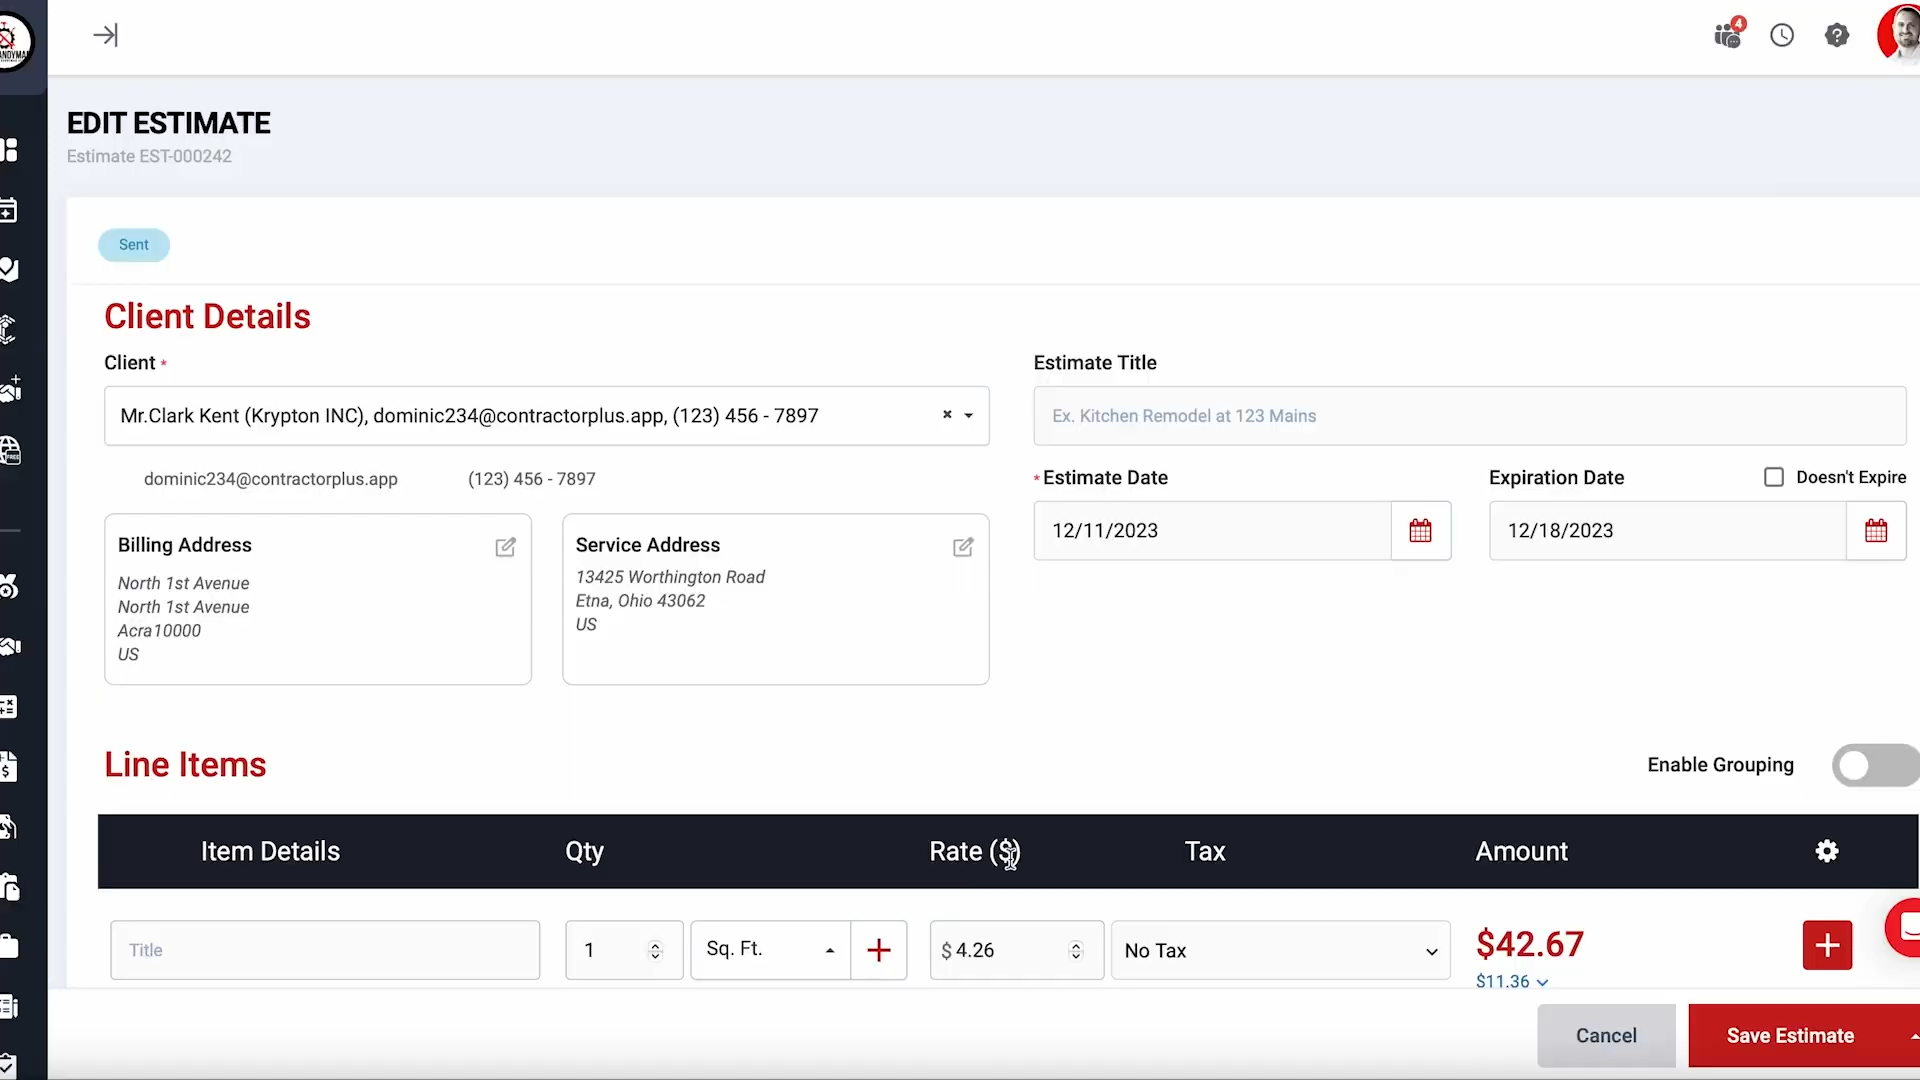 4
EDIT ESTIMATE
Estimate EST-000242
Sent
Client Details
Client *
Mr.Clark Kent (Krypton INC), dominic234@contractorplus.app, (123) 456 - 7897
dominic234@contractorplus.app (123) 456 - 7897
Billing Address
North 1st Avenue
North 1st Avenue
Acra10000
US
Service Address
13425 Worthington Road
Etna, Ohio 43062
US
Estimate Title
Ex. Kitchen Remodel at 123 Mains
* Estimate Date
12/11/2023
Expiration Date
Doesn't Expire
12/18/2023
Line Items
Enable Grouping
Item Details Qty Rate ($) Tax Amount
Title 1 Sq. Ft. $ 4.26 No Tax $42.67
$11.36
Cancel Save Estimate